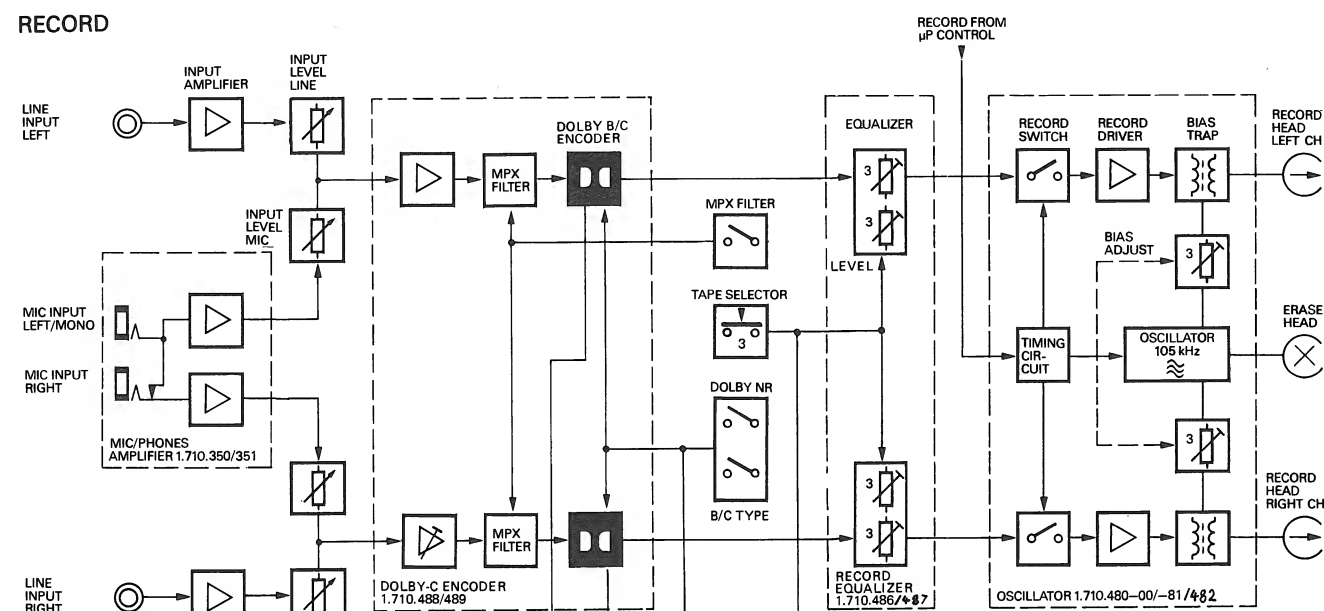 RECORD
RECORD FROM
µP CONTROL
INPUT
AMPLIFIER
INPUT
LEVEL
LINE
LINE
INPUT
LEFT
DOLBY B/C
ENCODER
EQUALIZER
RECORD
SWITCH
RECORD
DRIVER
BIAS
TRAP
RECORD
HEAD
LEFT CH
MPX
FILTER
3
3
LEVEL
INPUT
LEVEL
MIC
MPX FILTER
BIAS
ADJUST
3
TAPE SELECTOR
3
MIC INPUT
LEFT/MONO
MIC INPUT
RIGHT
MIC/PHONES
AMPLIFIER 1.710.350/351
TIMING
CIR-
CUIT
OSCILLATOR
105 kHz
ERASE
HEAD
DOLBY NR
B/C TYPE
3
3
3
RECORD
HEAD
RIGHT CH
MPX
FILTER
DOLBY-C ENCODER
1.710.488/489
RECORD
EQUALIZER
1.710.486/487
OSCILLATOR 1.710.480-00/-81/482
LINE
INPUT
RIGHT